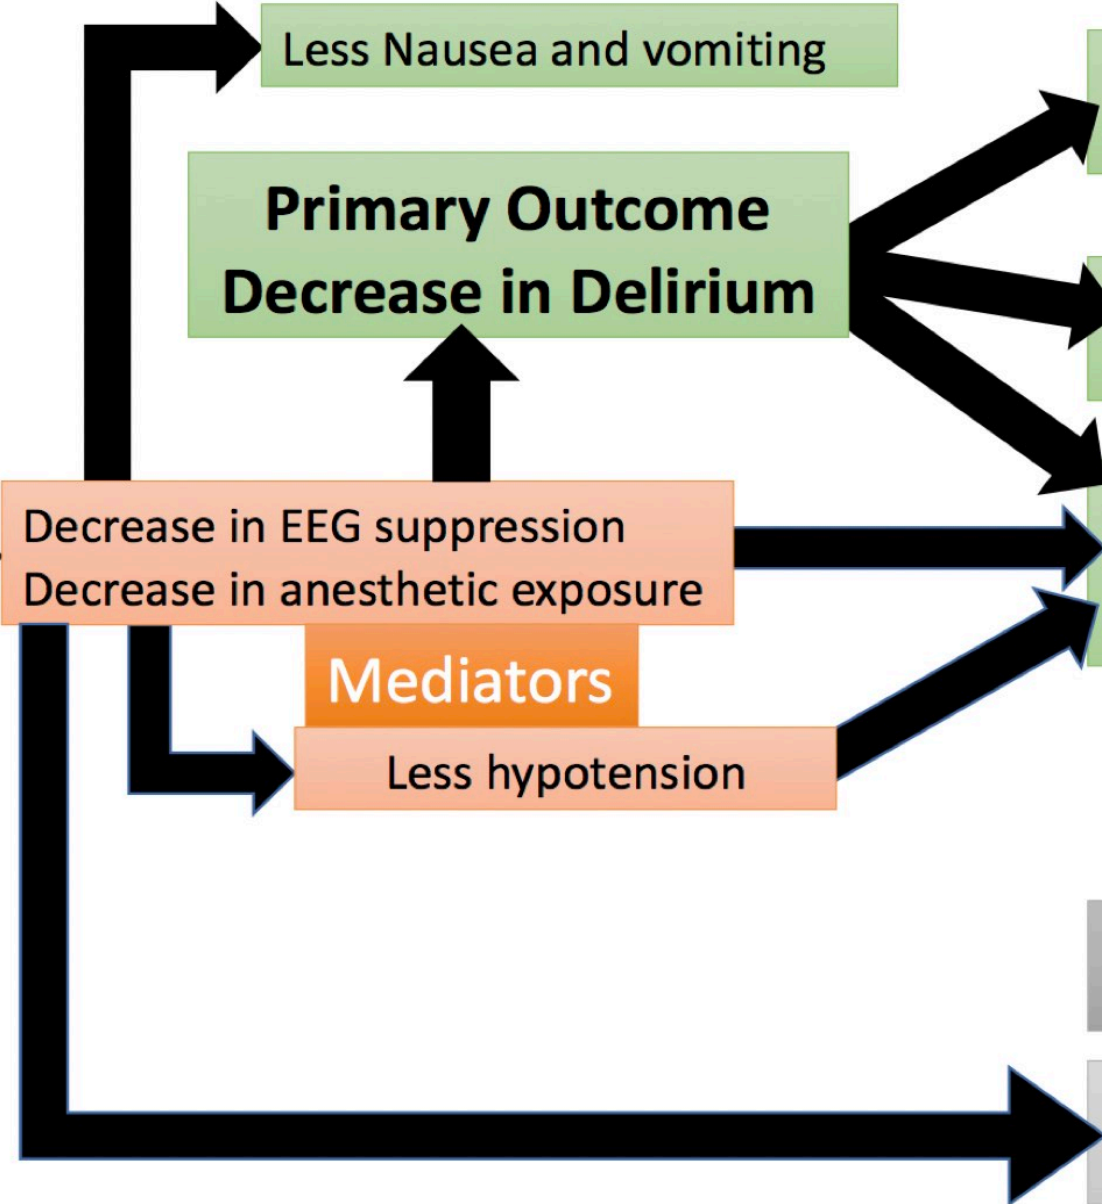 Less Nausea and vomiting
Primary Outcome
Decrease in Delirium
Decrease in EEG suppression
Decrease in anesthetic exposure
Mediators
Less hypotension